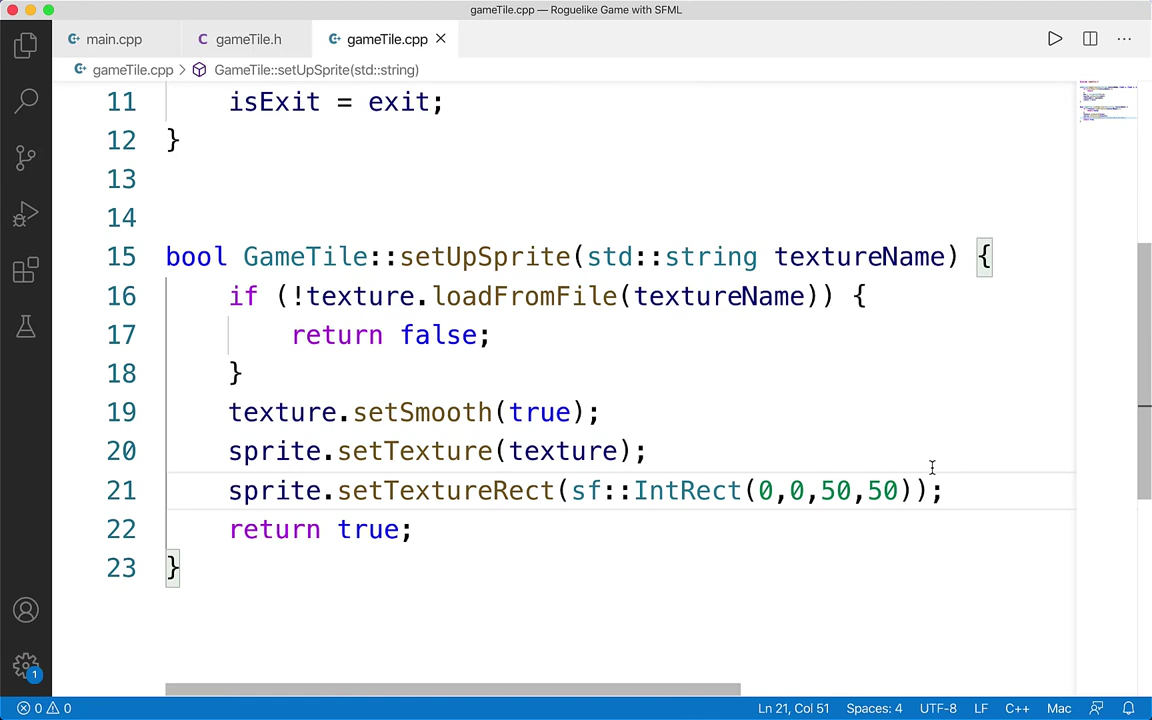 gameTile.cpp — Roguelike Game with SFML
main.cpp gameTile.h gameTile.cpp
gameTile.cpp > GameTile::setUpSprite(std::string)
11 isExit = exit;
12 }
13
14
15 bool GameTile::setUpSprite(std::string textureName) {
16 if (!texture.loadFromFile(textureName)) {
17 return false;
18 }
19 texture.setSmooth(true);
20 sprite.setTexture(texture);
21 sprite.setTextureRect(sf::IntRect(0,0,50,50));
22 return true;
23 }
1
0 0 Ln 21, Col 51 Spaces: 4 UTF-8 LF C++ Mac